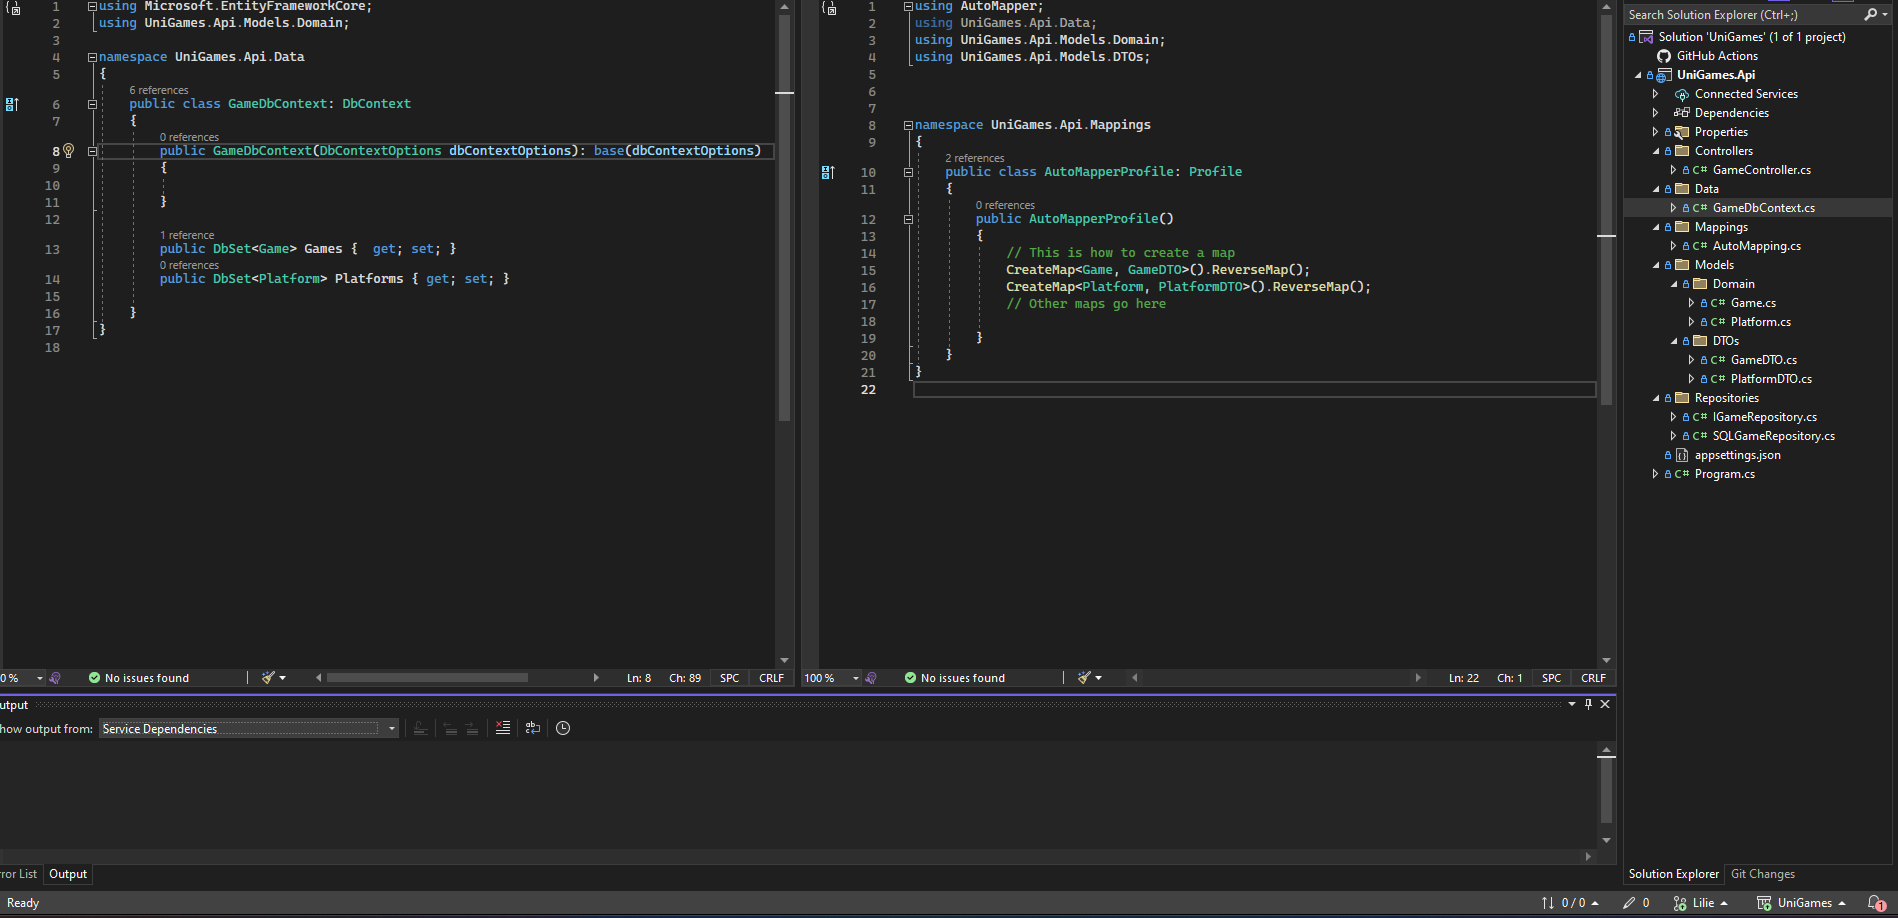 1 using Microsoft.EntityFrameworkCore;
2 using UniGames.Api.Models.Domain;
3
4 namespace UniGames.Api.Data
5 {
6 references
6 public class GameDbContext: DbContext
7 {
0 references
8 public GameDbContext(DbContextOptions dbContextOptions): base(dbContextOptions)
9 {
10
11 }
12
1 reference
13 public DbSet<Game> Games {  get; set; }
0 references
14 public DbSet<Platform> Platforms { get; set; }
15
16 }
17 }
18
0 %
No issues found
Ln: 8 Ch: 89 SPC CRLF
1 using AutoMapper;
2 using UniGames.Api.Data;
3 using UniGames.Api.Models.Domain;
4 using UniGames.Api.Models.DTOs;
5
6
7
8 namespace UniGames.Api.Mappings
9 {
2 references
10 public class AutoMapperProfile: Profile
11 {
0 references
12 public AutoMapperProfile()
13 {
14 // This is how to create a map
15 CreateMap<Game, GameDTO>().ReverseMap();
16 CreateMap<Platform, PlatformDTO>().ReverseMap();
17 // Other maps go here
18
19 }
20 }
21 }
22
100 %
No issues found
Ln: 22 Ch: 1 SPC CRLF
Search Solution Explorer (Ctrl+;)
Solution 'UniGames' (1 of 1 project)
GitHub Actions
UniGames.Api
Connected Services
Dependencies
Properties
Controllers
C# GameController.cs
Data
C# GameDbContext.cs
Mappings
C# AutoMapping.cs
Models
Domain
C# Game.cs
C# Platform.cs
DTOs
C# GameDTO.cs
C# PlatformDTO.cs
Repositories
C# IGameRepository.cs
C# SQLGameRepository.cs
appsettings.json
C# Program.cs
Solution Explorer Git Changes
utput
how output from: Service Dependencies
ror List Output
Ready
0 / 0 0 Lilie UniGames 1